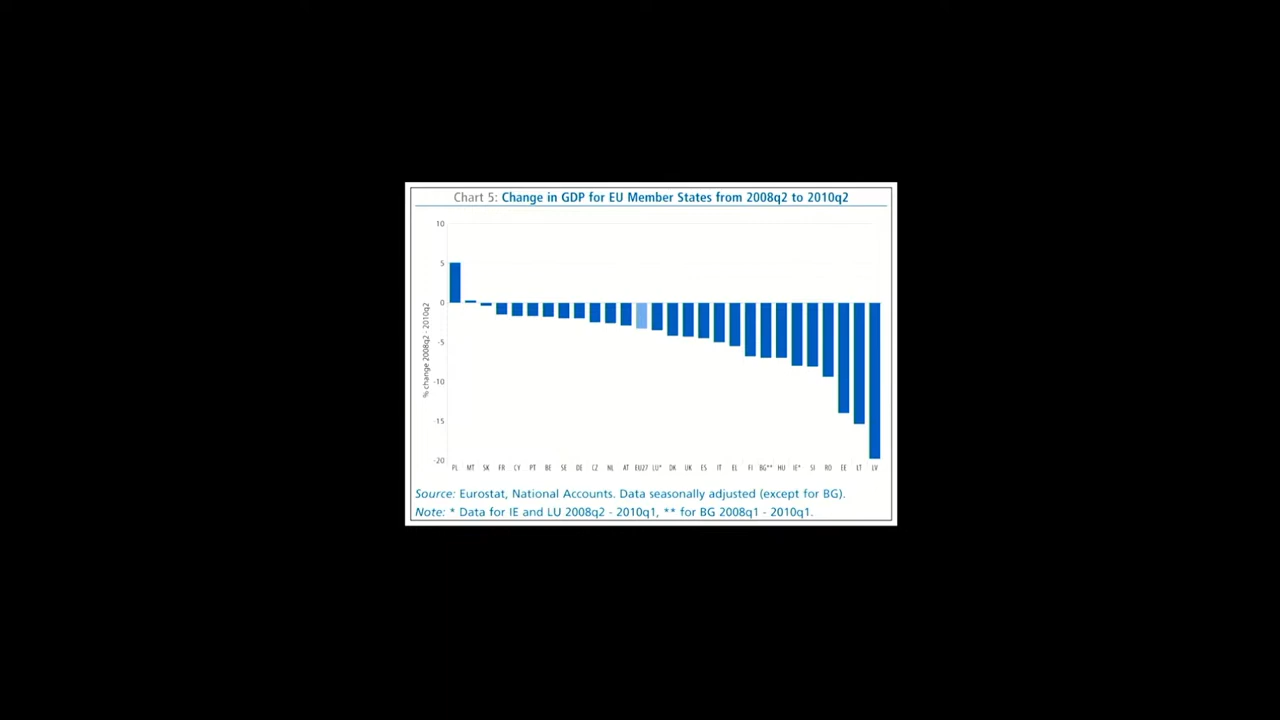 Chart 5: Change in GDP for EU Member States from 2008q2 to 2010q2
10
5
0
-5
-10
-15
-20
% change 2008q2 - 2010q2
PL MT SK FR CY PT BE SE DE CZ NL AT EU27 LU* DK UK ES IT EL FI BG** HU IE* SI RO EE LT LV
Source: Eurostat, National Accounts. Data seasonally adjusted (except for BG).
Note: * Data for IE and LU 2008q2 - 2010q1, ** for BG 2008q1 - 2010q1.